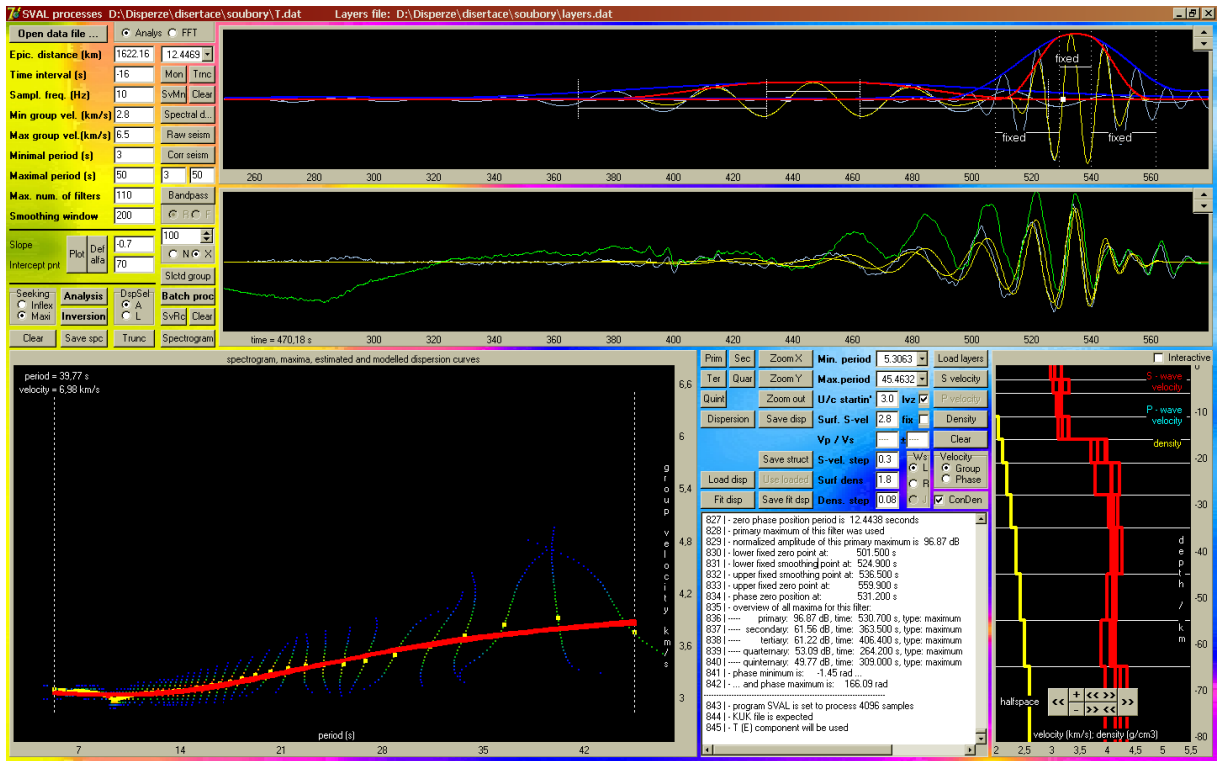 SVAL processes D:\Disperze\disertace\soubory\T.dat Layers file: D:\Disperze\disertace\soubory\layers.dat
Open data file ... Analys FFT
Epic. distance (km) 1622.16 12.4469
Time interval (s) -16 Mon Tmc
Sampl. freq. (Hz) 10 SvMn Clear
Min group vel. (km/s) 2.8 Spectral d...
Max group vel.(km/s) 6.5 Raw seism
Minimal period (s) 3 Corr seism
Maximal period (s) 50 3 50
Max. num. of filters 110 Bandpass
Smoothing window 200 R F
Slope Plot Def alfa -0.7 100
Intercept pnt 70 N X
Slctd group
Seeking Inflex Maxi Analysis DspSel A L Batch proc
Inversion SvRc Clear
Clear Save spc Trunc Spectrogram
fixed
fixed fixed
260 280 300 320 340 360 380 400 420 440 460 480 500 520 540 560
time = 470,18 s 300 320 340 360 380 400 420 440 460 480 500 520 540 560
spectrogram, maxima, estimated and modelled dispersion curves
period = 39,77 s
velocity = 6,98 km/s
6,6
6
5,4
4,8
4,2
3,6
3
group velocity km/s
period (s)
7 14 21 28 35 42
Prim Sec Zoom X Min. period 5.3063 Load layers
Ter Quar Zoom Y Max.period 45.4632 S velocity
Quint Zoom out U/c startin' 3.0 lvz P velocity
Dispersion Save disp Surf. S-vel 2.8 fix Density
Vp / Vs ---- + ---- Clear
Save struct S-vel. step 0.3 Ws L R J Velocity Group Phase
Load disp Use loaded Surf dens 1.8
Fit disp Save fit dsp Dens. step 0.08 ConDen
827 | - zero phase position period is 12.4438 seconds
828 | - primary maximum of this filter was used
829 | - normalized amplitude of this primary maximum is 96.87 dB
830 | - lower fixed zero point at: 501.500 s
831 | - lower fixed smoothing point at: 524.900 s
832 | - upper fixed smoothing point at: 536.500 s
833 | - upper fixed zero point at: 559.900 s
834 | - phase zero position at: 531.200 s
835 | - overview of all maxima for this filter:
836 | ----- primary: 96.87 dB, time: 530.700 s, type: maximum
837 | ----- secondary: 61.56 dB, time: 363.500 s, type: maximum
838 | ----- tertiary: 61.22 dB, time: 406.400 s, type: maximum
839 | ----- quarternary: 53.09 dB, time: 264.200 s, type: maximum
840 | ----- quinternary: 49.77 dB, time: 309.000 s, type: maximum
841 | - phase minimum is: -1.45 rad ...
842 | - ... and phase maximum is: 166.09 rad
843 | - program SVAL is set to process 4096 samples
844 | - KUK file is expected
845 | - T (E) component will be used
Interactive
S - wave velocity
P - wave velocity
density
0
-10
-20
-30
-40
-50
-60
-70
-80
depth / km
halfspace << + - << >> >> << >>
velocity (km/s); density (g/cm3)
2 2,5 3 3,5 4 4,5 5 5,5